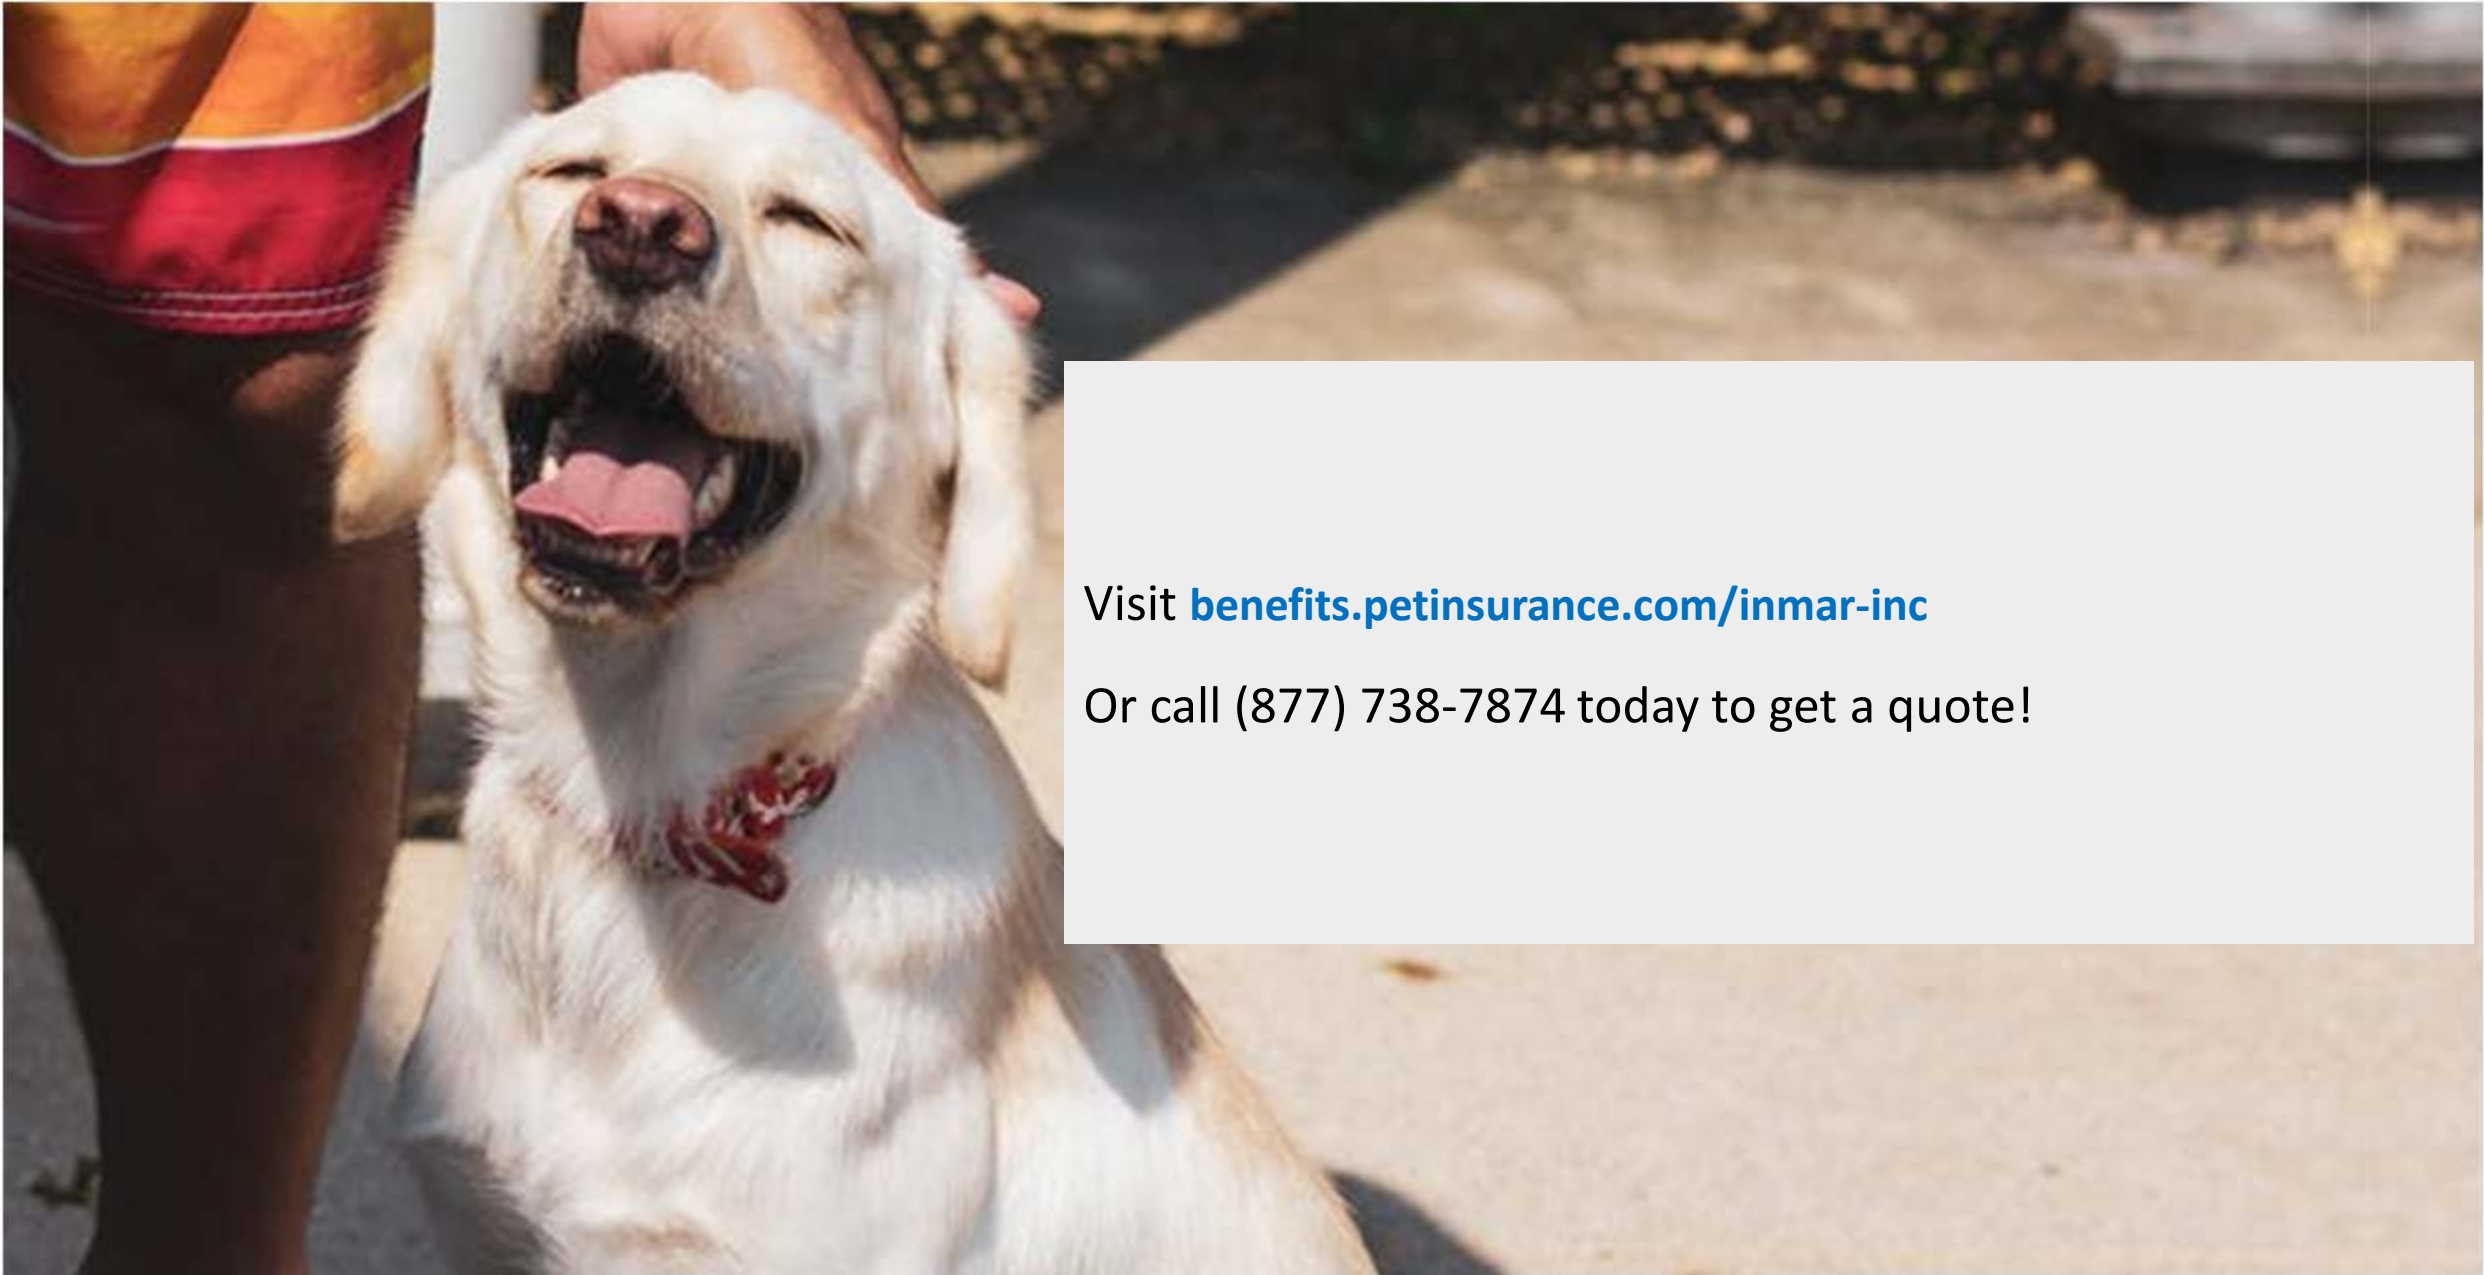 Visit benefits.petinsurance.com/inmar-inc
Or call (877) 738-7874 today to get a quote!